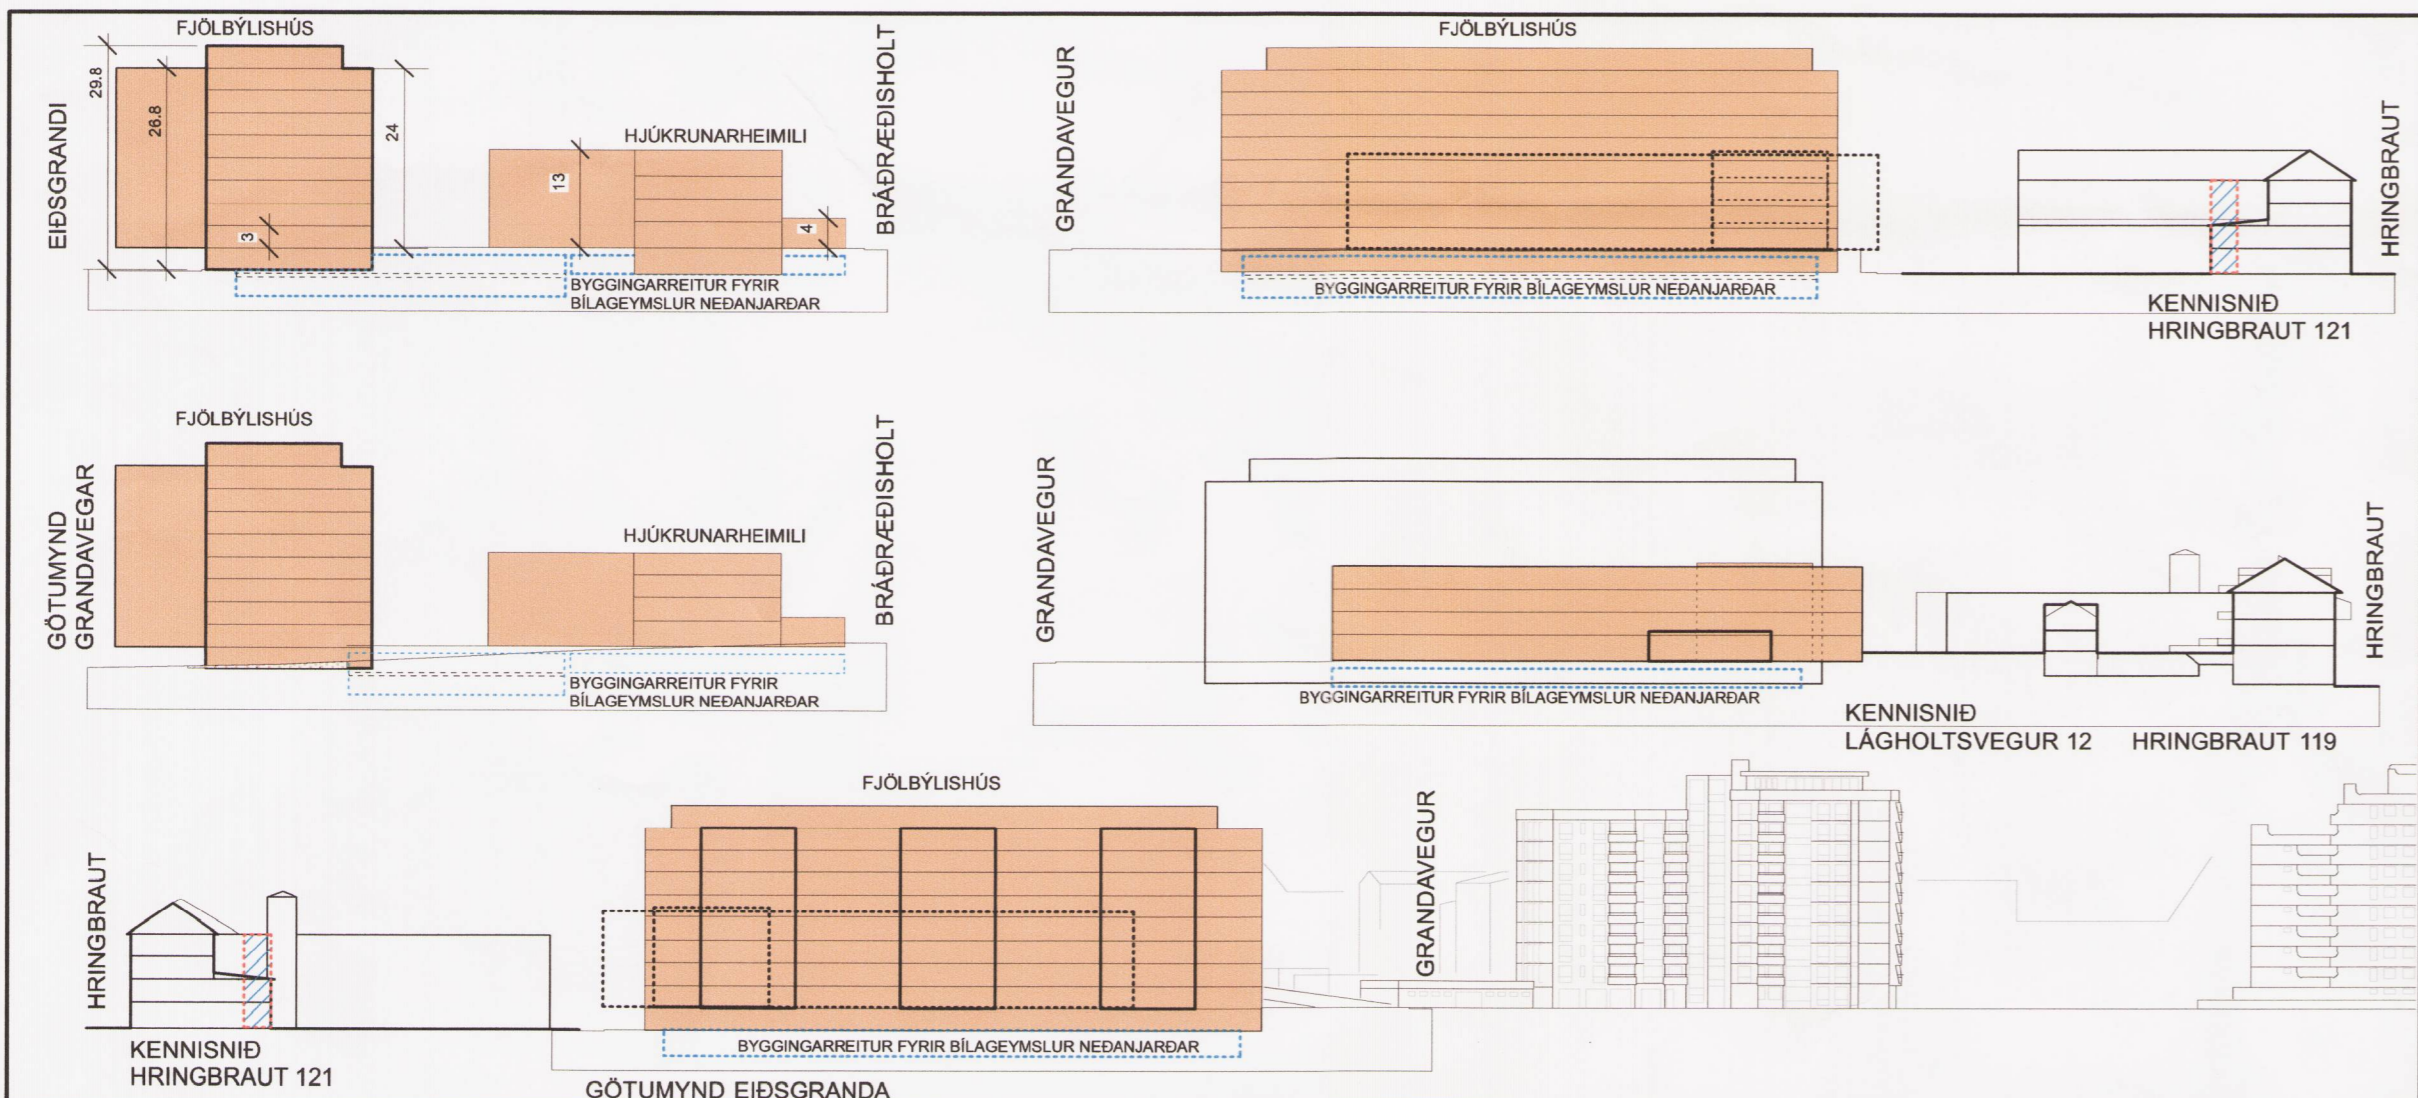 FJÖLBÝLISHÚS
EIÐSGRANDI
29.8
26.8
3
24
13
HJÚKRUNARHEIMILI
4
BRÁÐRÆÐISHOLT
BYGGINGARREITUR FYRIR
BÍLAGEYMSLUR NEÐANJARÐAR
GRANDAVEGUR
FJÖLBÝLISHÚS
HRINGBRAUT
BYGGINGARREITUR FYRIR BÍLAGEYMSLUR NEÐANJARÐAR
KENNISNIÐ
HRINGBRAUT 121
GÖTUMYND
GRANDAVEGAR
FJÖLBÝLISHÚS
HJÚKRUNARHEIMILI
BRÁÐRÆÐISHOLT
BYGGINGARREITUR FYRIR
BÍLAGEYMSLUR NEÐANJARÐAR
GRANDAVEGUR
HRINGBRAUT
BYGGINGARREITUR FYRIR BÍLAGEYMSLUR NEÐANJARÐAR
KENNISNIÐ
LÁGHOLTSVEGUR 12 HRINGBRAUT 119
HRINGBRAUT
FJÖLBÝLISHÚS
GRANDAVEGUR
KENNISNIÐ
HRINGBRAUT 121
BYGGINGARREITUR FYRIR BÍLAGEYMSLUR NEÐANJARÐAR
GÖTUMYND EIÐSGRANDA